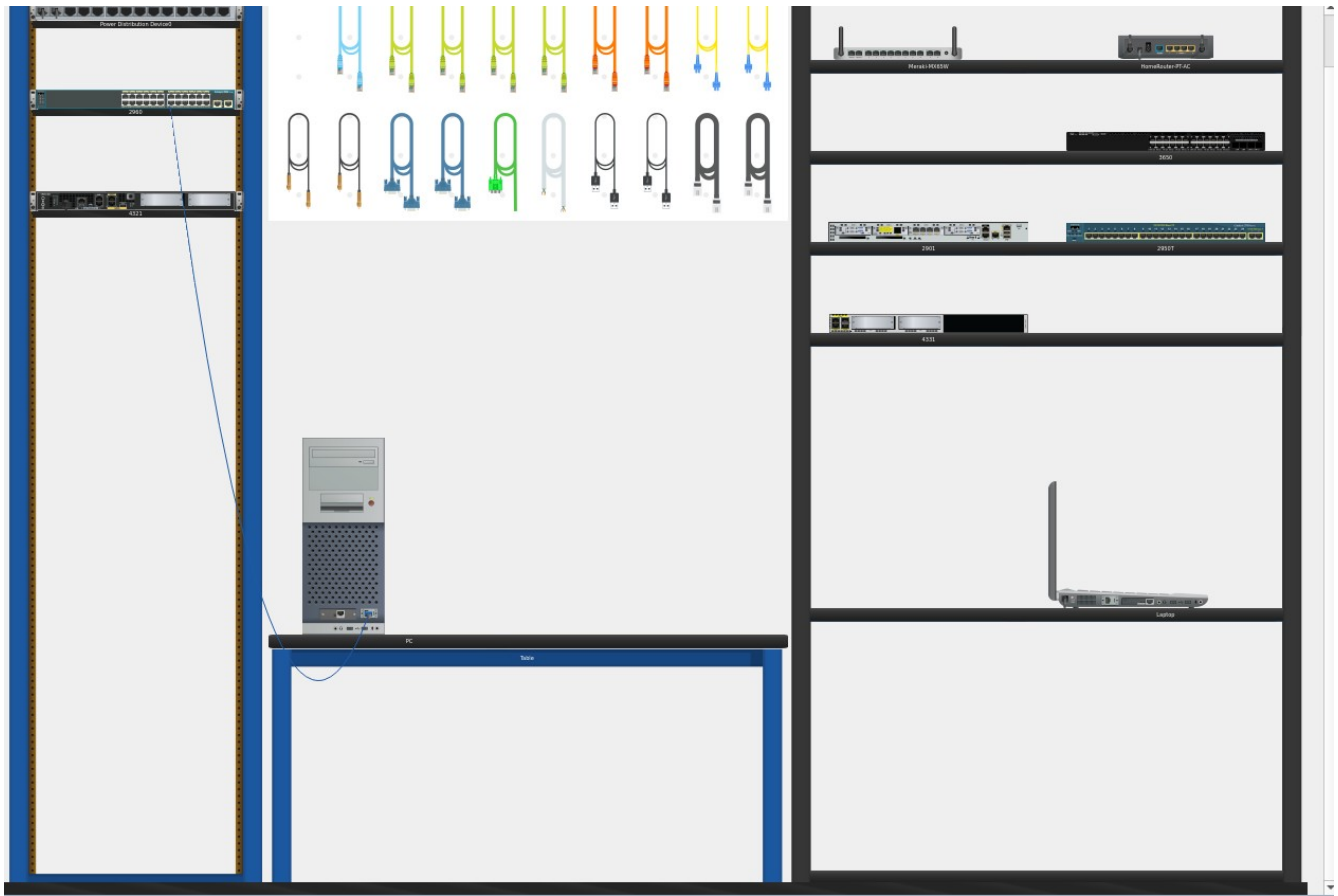 Power Distribution Device0
2960
4321
Meraki-MX65W
HomeRouter-PT-AC
3650
2901
2950T
4331
Laptop
PC
Table